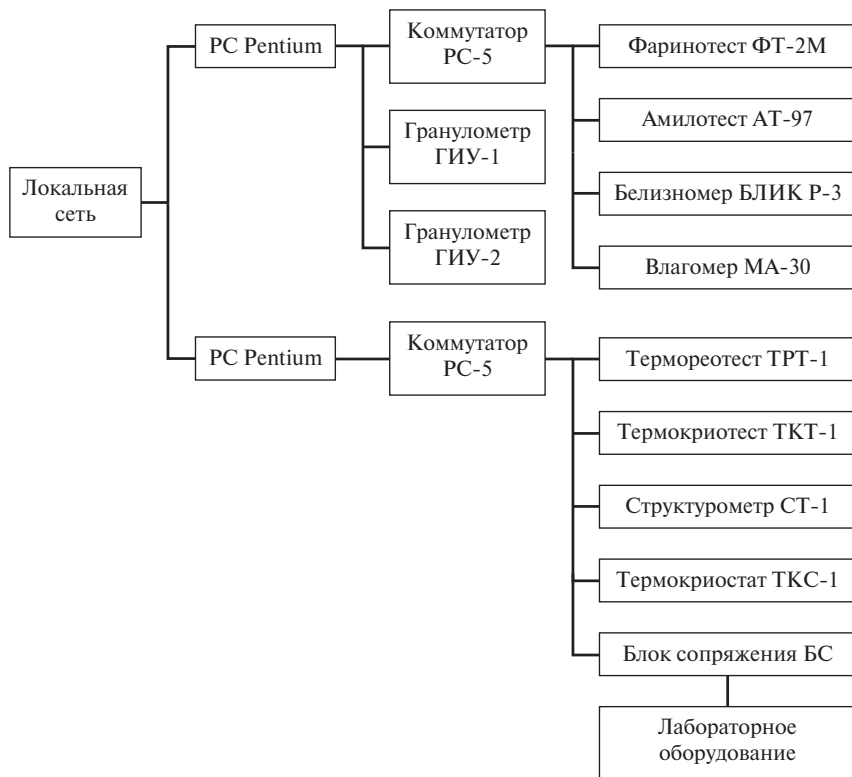 Локальная
сеть
PC Pentium
Коммутатор
РС-5
Гранулометр
ГИУ-1
Гранулометр
ГИУ-2
Фаринотест ФТ-2М
Амилотест АТ-97
Белизномер БЛИК Р-3
Влагомер МА-30
PC Pentium
Коммутатор
РС-5
Термореотест ТРТ-1
Термокриотест ТКТ-1
Структурометр СТ-1
Термокриостат ТКС-1
Блок сопряжения БС
Лабораторное
оборудование